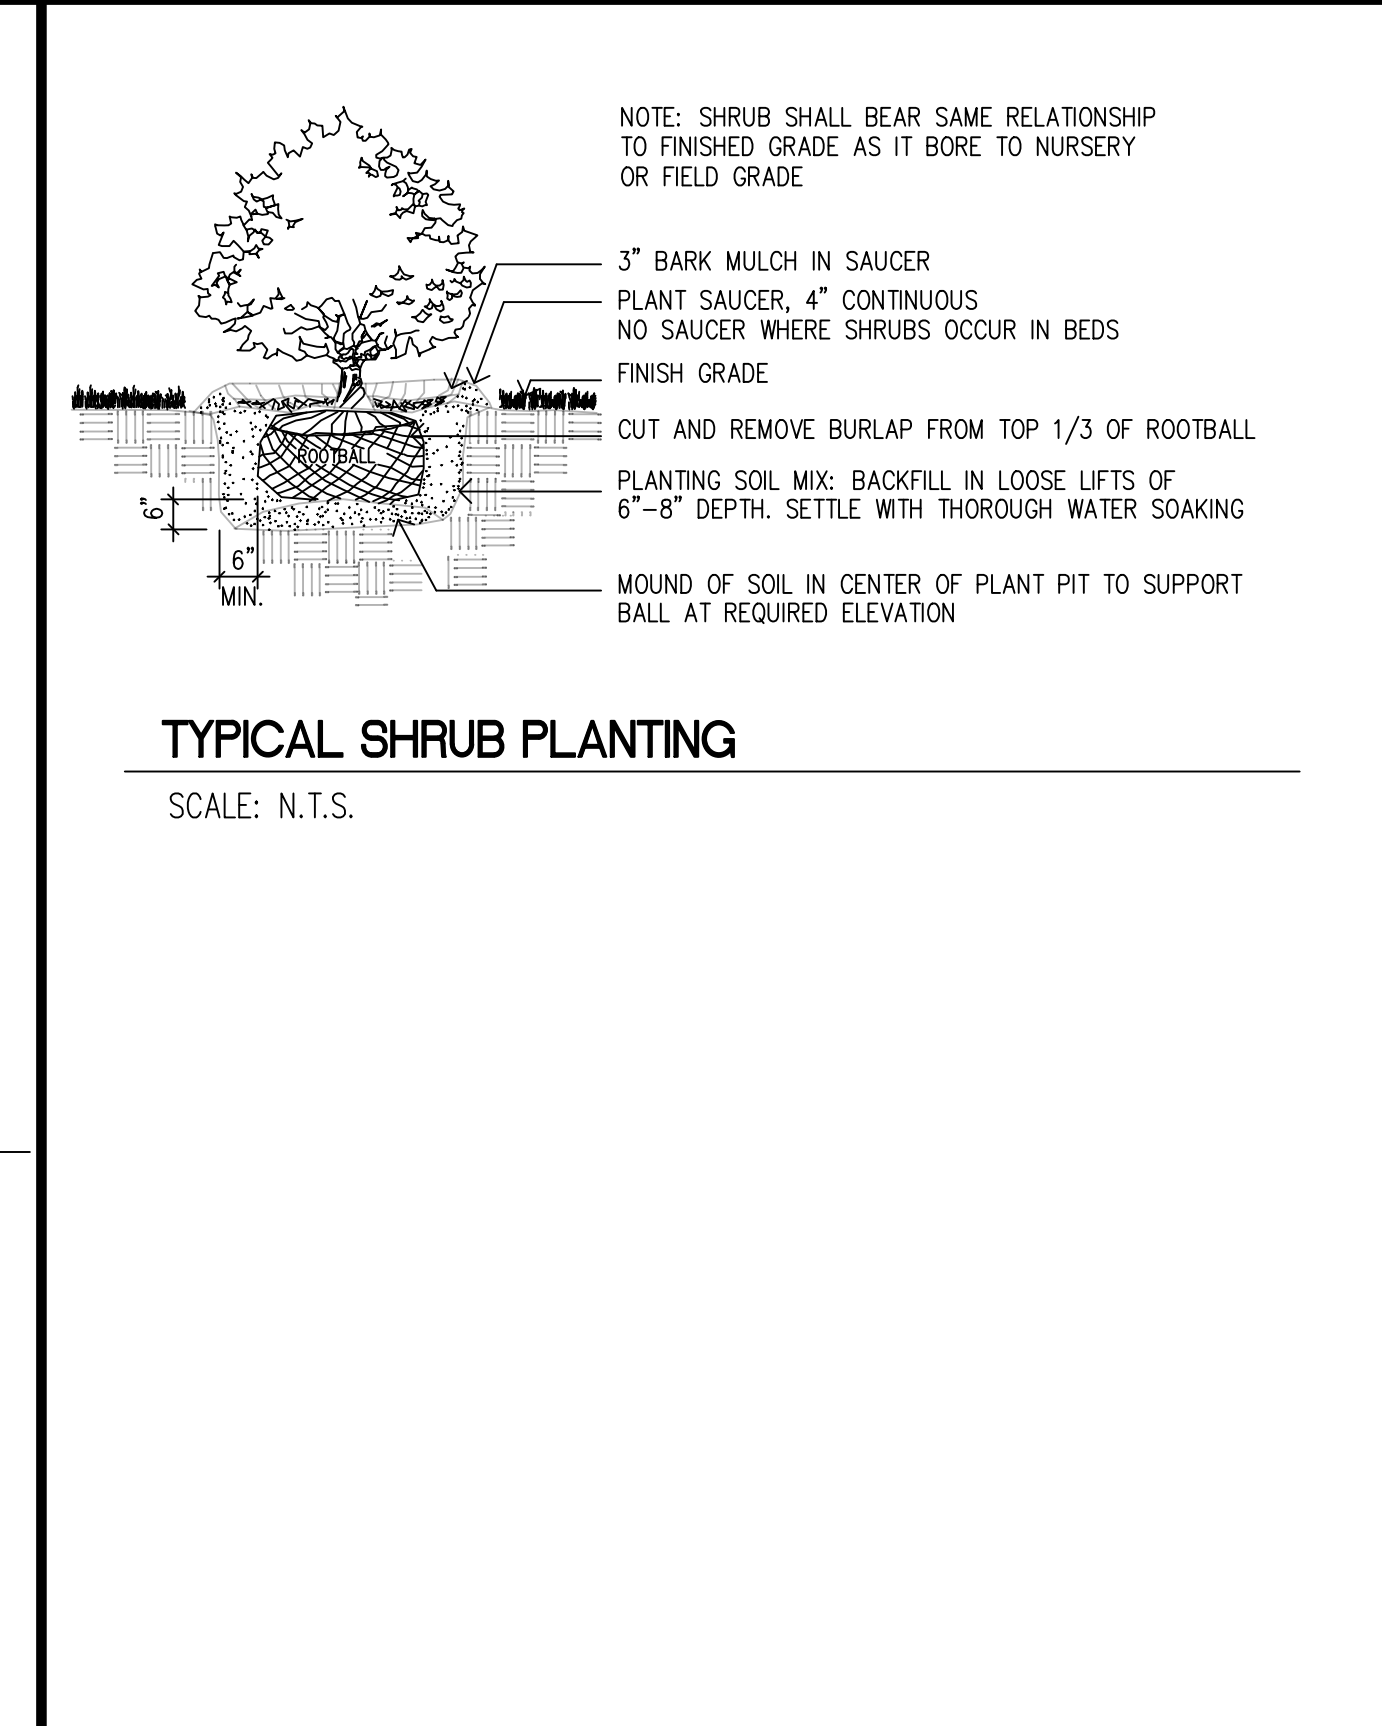 NOTE: SHRUB SHALL BEAR SAME RELATIONSHIP
TO FINISHED GRADE AS IT BORE TO NURSERY
OR FIELD GRADE
3" BARK MULCH IN SAUCER
PLANT SAUCER, 4" CONTINUOUS
NO SAUCER WHERE SHRUBS OCCUR IN BEDS
FINISH GRADE
CUT AND REMOVE BURLAP FROM TOP 1/3 OF ROOTBALL
ROOTBALL
PLANTING SOIL MIX: BACKFILL IN LOOSE LIFTS OF
6"-8" DEPTH. SETTLE WITH THOROUGH WATER SOAKING
6"
6"
MIN.
MOUND OF SOIL IN CENTER OF PLANT PIT TO SUPPORT
BALL AT REQUIRED ELEVATION
TYPICAL SHRUB PLANTING
SCALE: N.T.S.